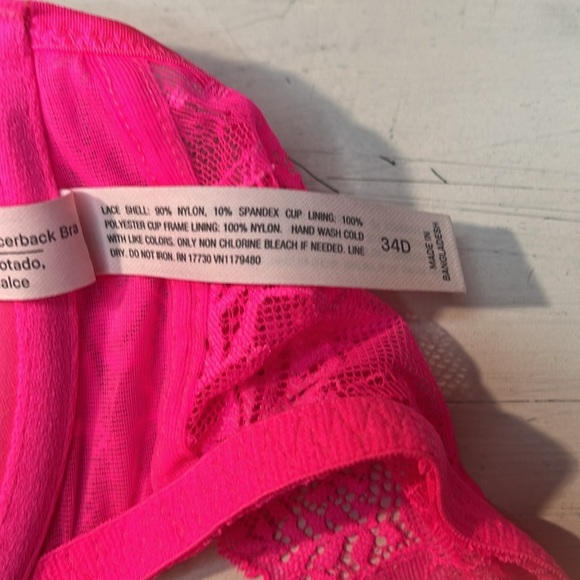 cerback Bra
otado,
alce
LACE SHELL: 90% NYLON, 10% SPANDEX CUP LINING: 100%
POLYESTER CUP FRAME LINING: 100% NYLON. HAND WASH COLD
WITH LIKE COLORS. ONLY NON CHLORINE BLEACH IF NEEDED. LINE
DRY. DO NOT IRON. RN 17730 VN1179480
34D
MADE IN
BANGLADESH